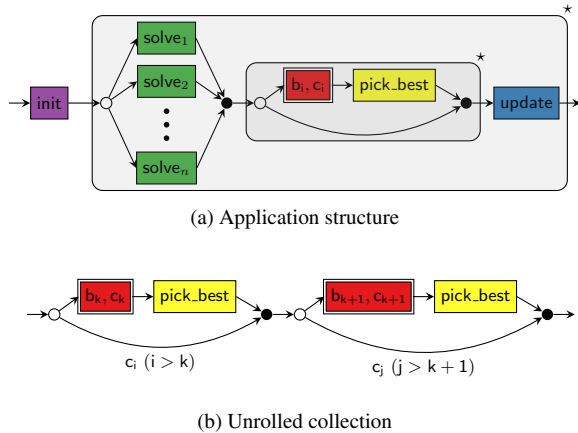 ⋆
⋆
solve₁
init
solve₂
bᵢ, cᵢ
pick_best
update
solveₙ
(a) Application structure
bₖ, cₖ
pick_best
bₖ₊₁, cₖ₊₁
pick_best
cᵢ (i > k)
cⱼ (j > k + 1)
(b) Unrolled collection